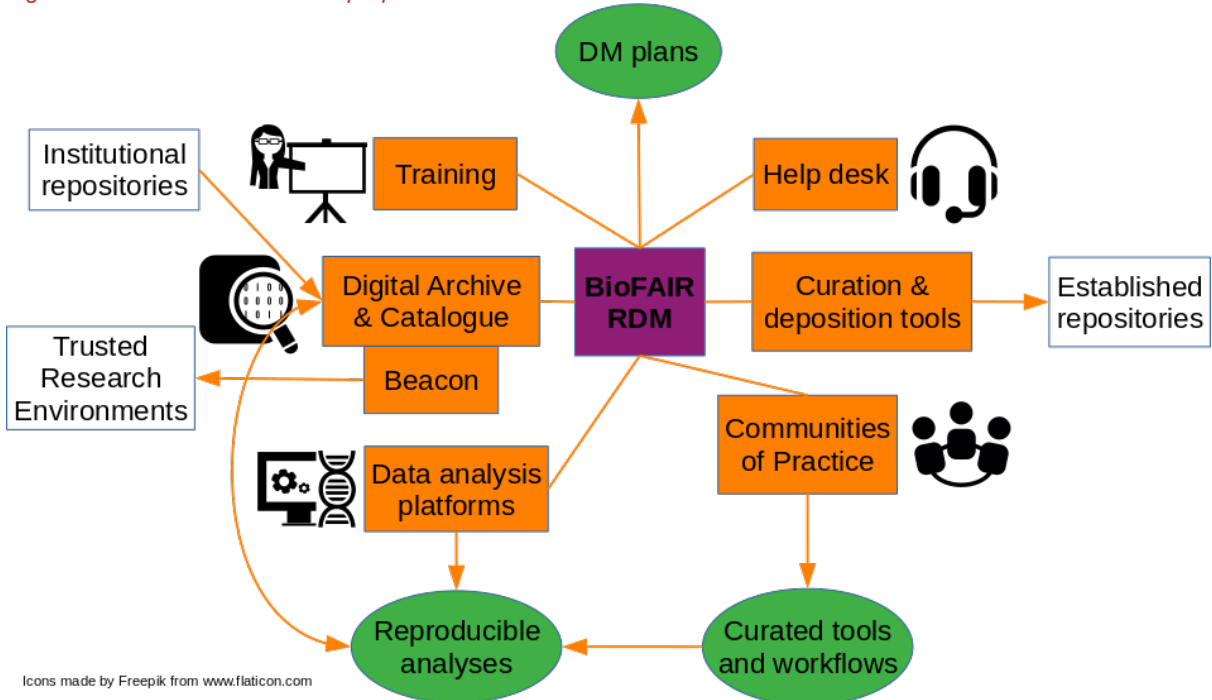 DM plans
Institutional
repositories
Training
Help desk
Digital Archive
& Catalogue
BioFAIR
RDM
Curation &
deposition tools
Established
repositories
Trusted
Research
Environments
Beacon
Communities
of Practice
Data analysis
platforms
Reproducible
analyses
Curated tools
and workflows
Icons made by Freepik from www.flaticon.com